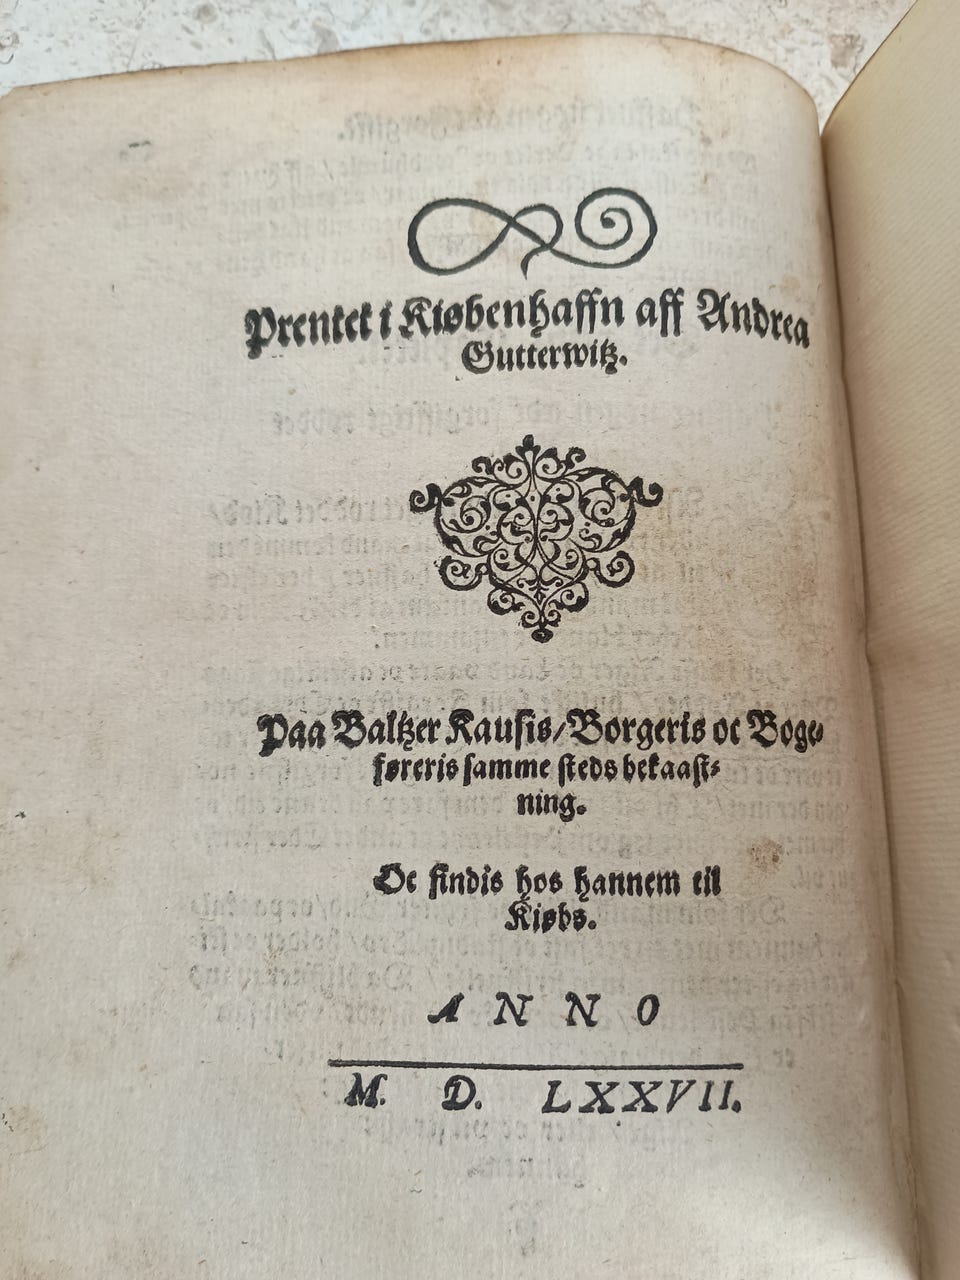 Prentet i Kiøbenhaffn aff Andrea
Gutterwitz.
Paa Baltzer Kausis/Borgeris oc Boge⸗
føreris samme steds bekaast⸗
ning.
Oc findis hos hannem til
Kiøbs.
ANNO
M. D. LXXVII.